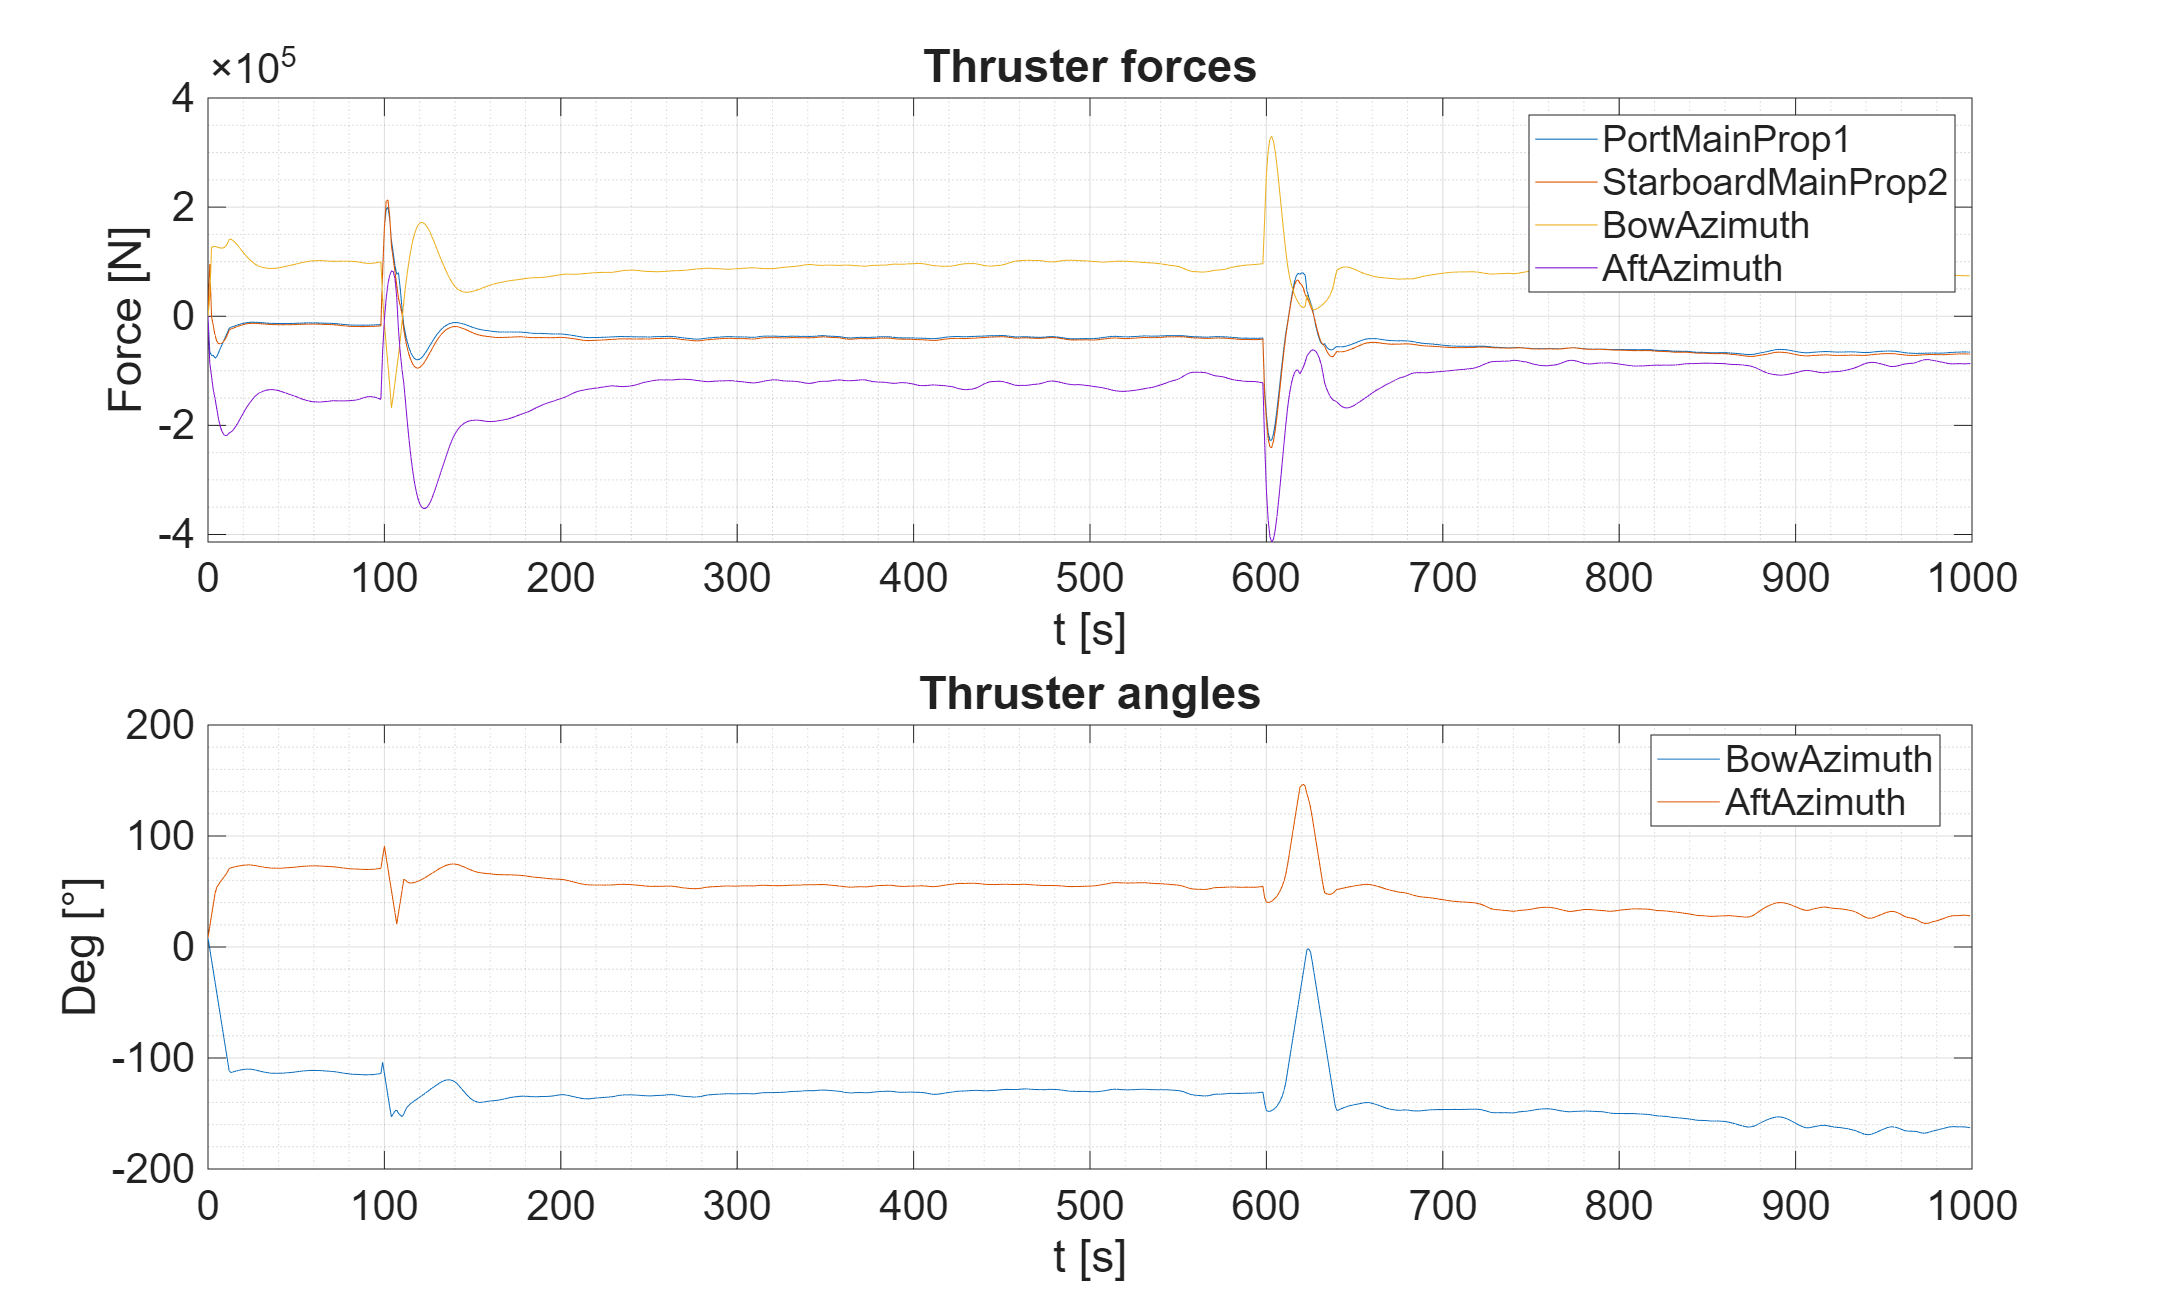 Thruster forces
×10⁵
4
2
0
-2
-4
Force [N]
PortMainProp1
StarboardMainProp2
BowAzimuth
AftAzimuth
0 100 200 300 400 500 600 700 800 900 1000
t [s]
Thruster angles
200
100
0
-100
-200
Deg [°]
BowAzimuth
AftAzimuth
0 100 200 300 400 500 600 700 800 900 1000
t [s]